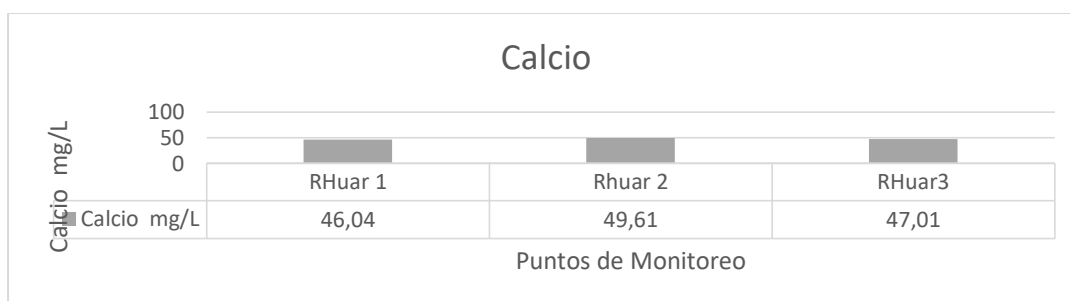 Calcio
Calcio mg/L
100
50
0
RHuar 1 Rhuar 2 RHuar3
Calcio mg/L 46,04 49,61 47,01
Puntos de Monitoreo